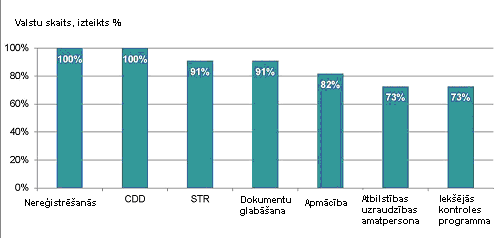 Valstu skaits, izteikts %
100%
80%
60%
40%
20%
0%
100%
100%
91%
91%
82%
73%
73%
Nereģistrēšanās
CDD
STR
Dokumentu
glabāšana
Apmācība
Atbilstības
uzraudzības
amatpersona
Iekšējās
kontroles
programma